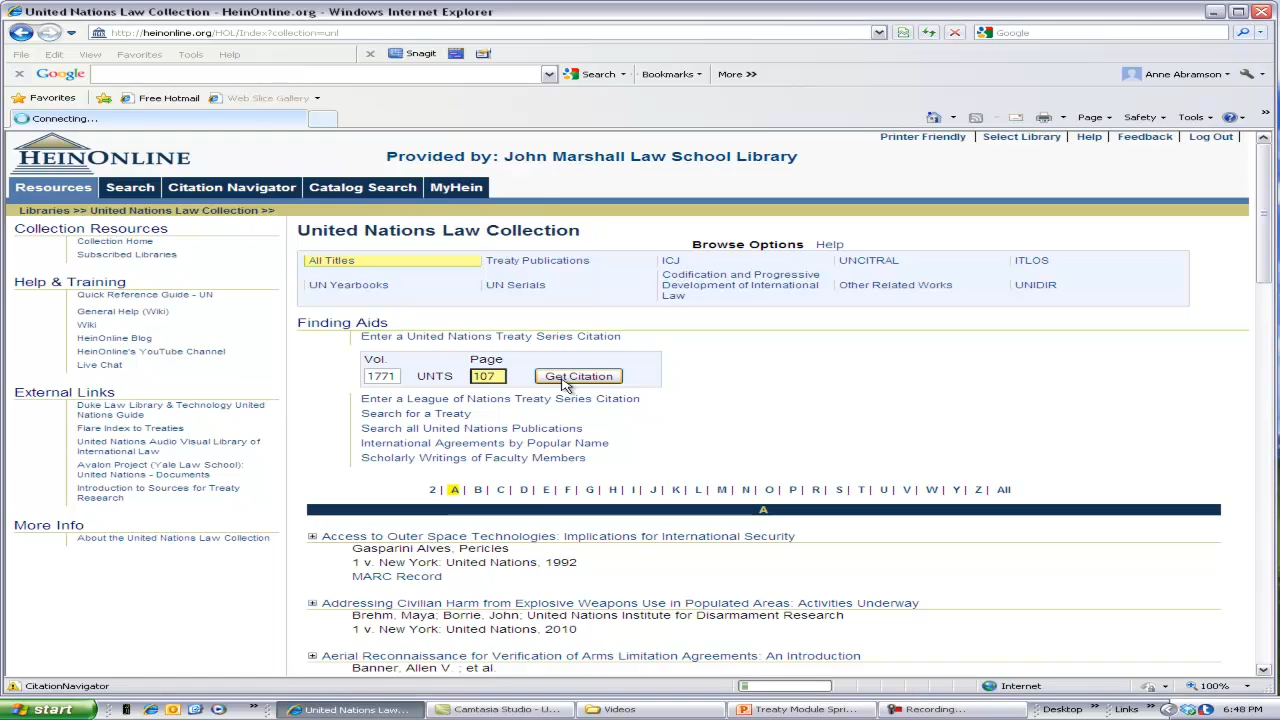 United Nations Law Collection - HeinOnline.org - Windows Internet Explorer
http://heinonline.org/HOL/Index?collection=unl
Google
File Edit View Favorites Tools Help
Snagit
Google
Search
Bookmarks
More >>
Anne Abramson
Favorites
Free Hotmail
Web Slice Gallery
Connecting...
Page
Safety
Tools
Printer Friendly | Select Library | Help | Feedback | Log Out
HEINONLINE
Provided by: John Marshall Law School Library
Resources
Search
Citation Navigator
Catalog Search
MyHein
Libraries >> United Nations Law Collection >>
Collection Resources
Collection Home
Subscribed Libraries
Help & Training
Quick Reference Guide - UN
General Help (Wiki)
Wiki
HeinOnline Blog
HeinOnline's YouTube Channel
Live Chat
External Links
Duke Law Library & Technology United
Nations Guide
Flare Index to Treaties
United Nations Audio Visual Library of
International Law
Avalon Project (Yale Law School):
United Nations - Documents
Introduction to Sources for Treaty
Research
More Info
About the United Nations Law Collection
United Nations Law Collection
Browse Options Help
All Titles
Treaty Publications
ICJ
UNCITRAL
ITLOS
UN Yearbooks
UN Serials
Codification and Progressive
Development of International
Law
Other Related Works
UNIDIR
Finding Aids
Enter a United Nations Treaty Series Citation
Vol. Page
1771 UNTS 107 Get Citation
Enter a League of Nations Treaty Series Citation
Search for a Treaty
Search all United Nations Publications
International Agreements by Popular Name
Scholarly Writings of Faculty Members
2 | A | B | C | D | E | F | G | H | I | J | K | L | M | N | O | P | R | S | T | U | V | W | Y | Z | All
A
Access to Outer Space Technologies: Implications for International Security
Gasparini Alves, Pericles
1 v. New York: United Nations, 1992
MARC Record
Addressing Civilian Harm from Explosive Weapons Use in Populated Areas: Activities Underway
Brehm, Maya; Borrie, John; United Nations Institute for Disarmament Research
1 v. New York: United Nations, 2010
Aerial Reconnaissance for Verification of Arms Limitation Agreements: An Introduction
Banner, Allen V. ; et al.
CitationNavigator
Internet
100%
start
United Nations Law...
Camtasia Studio - U...
Videos
Treaty Module Spri...
Recording...
Desktop
Links
6:48 PM